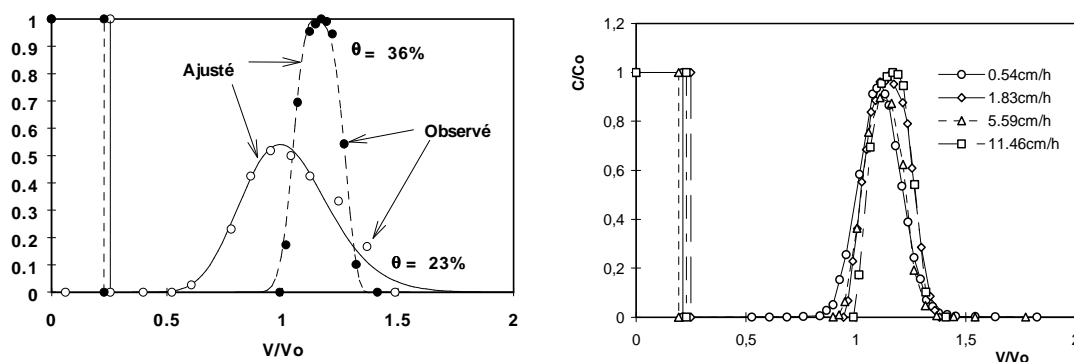 1
0.9
0.8
0.7
0.6
0.5
0.4
0.3
0.2
0.1
0
0
0.5
1
1.5
2
V/Vo
Ajusté
θ = 36%
Observé
θ = 23%
C/Co
1,2
1
0,8
0,6
0,4
0,2
0
0
0,5
1
1,5
2
V/Vo
0.54cm/h
1.83cm/h
5.59cm/h
11.46cm/h